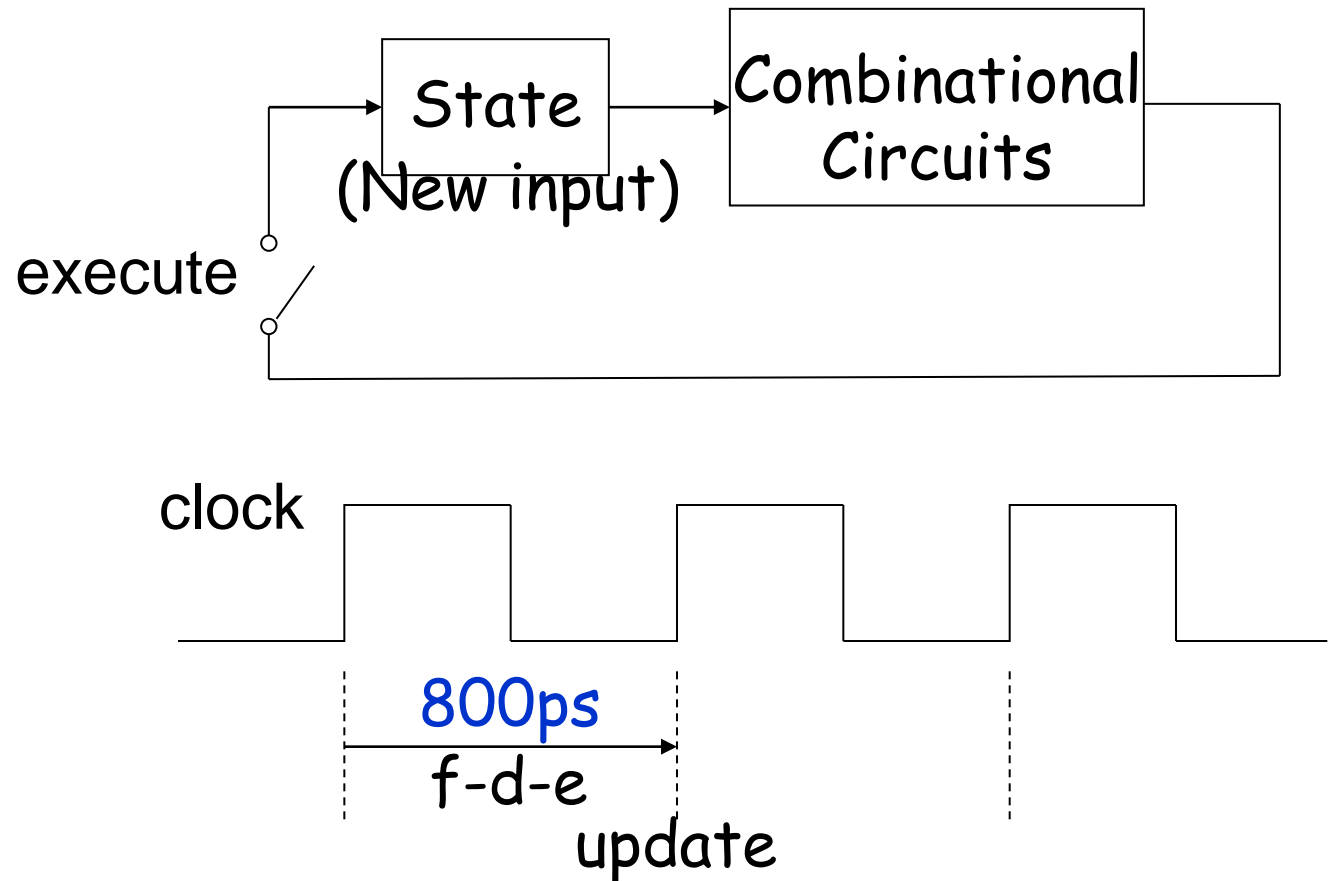 State
(New input)
Combinational
Circuits
execute
clock
800ps
f-d-e
update